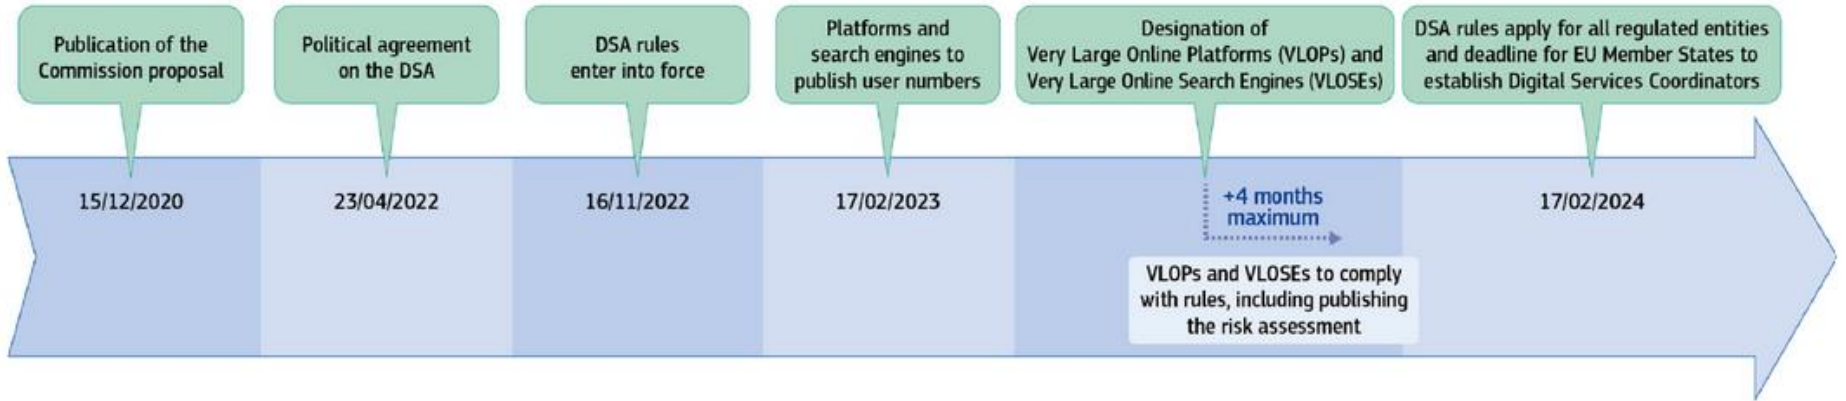 Publication of the
Commission proposal
Political agreement
on the DSA
DSA rules
enter into force
Platforms and
search engines to
publish user numbers
Designation of
Very Large Online Platforms (VLOPs) and
Very Large Online Search Engines (VLOSEs)
DSA rules apply for all regulated entities
and deadline for EU Member States to
establish Digital Services Coordinators
15/12/2020
23/04/2022
16/11/2022
17/02/2023
+4 months
maximum
VLOPs and VLOSEs to comply
with rules, including publishing
the risk assessment
17/02/2024